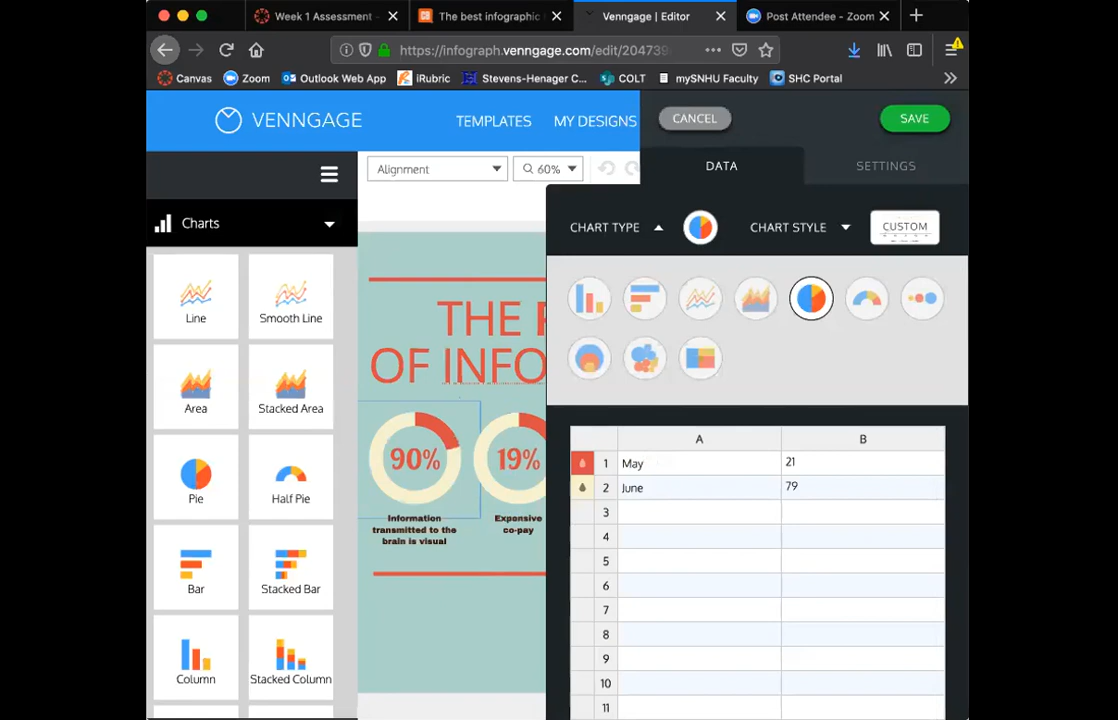 Week 1 Assessment -
The best infographic
Venngage | Editor
Post Attendee - Zoom
https://infograph.venngage.com/edit/204739
Canvas
Zoom
Outlook Web App
iRubric
Stevens-Henager C...
COLT
mySNHU Faculty
SHC Portal
VENNGAGE
TEMPLATES
MY DESIGNS
CANCEL
SAVE
Alignment
60%
DATA
SETTINGS
Charts
CHART TYPE
CHART STYLE
CUSTOM
Line
Smooth Line
Area
Stacked Area
Pie
Half Pie
Bar
Stacked Bar
Column
Stacked Column
THE
OF INFO
90%
19%
Information
transmitted to the
brain is visual
Expensive
co-pay
A B
1 May 21
2 June 79
3
4
5
6
7
8
9
10
11